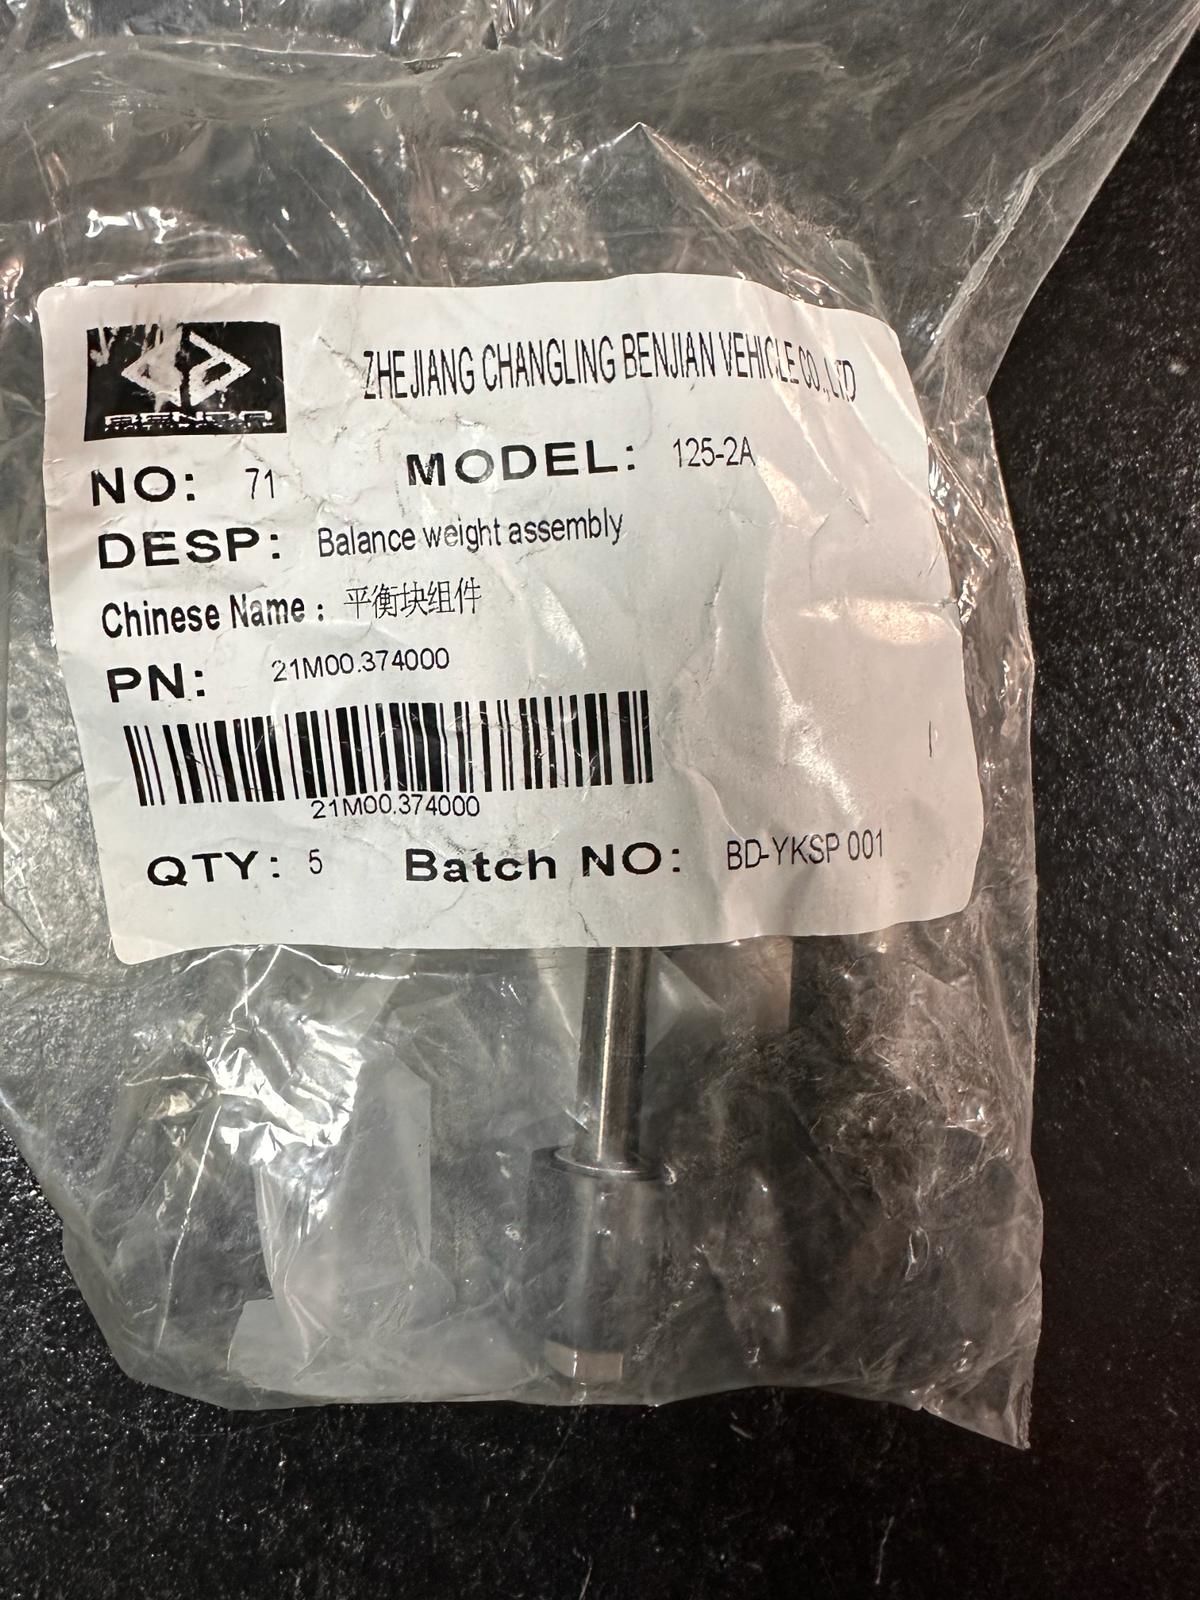 BENDA
ZHEJIANG CHANGLING BENJIAN VEHICLE CO.,LTD
NO: 71 MODEL: 125-2A
DESP: Balance weight assembly
Chinese Name： 平衡块组件
PN: 21M00.374000
21M00.374000
QTY: 5 Batch NO: BD-YKSP 001